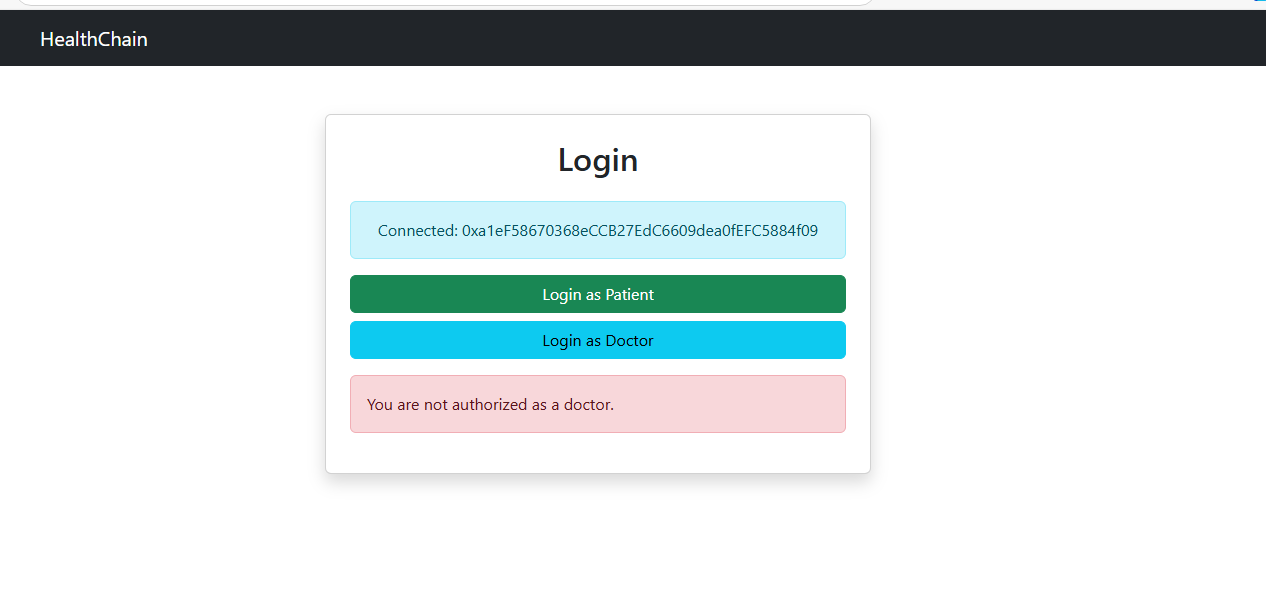 HealthChain
Login
Connected: 0xa1eF58670368eCCB27EdC6609dea0fEFC5884f09
Login as Patient
Login as Doctor
You are not authorized as a doctor.